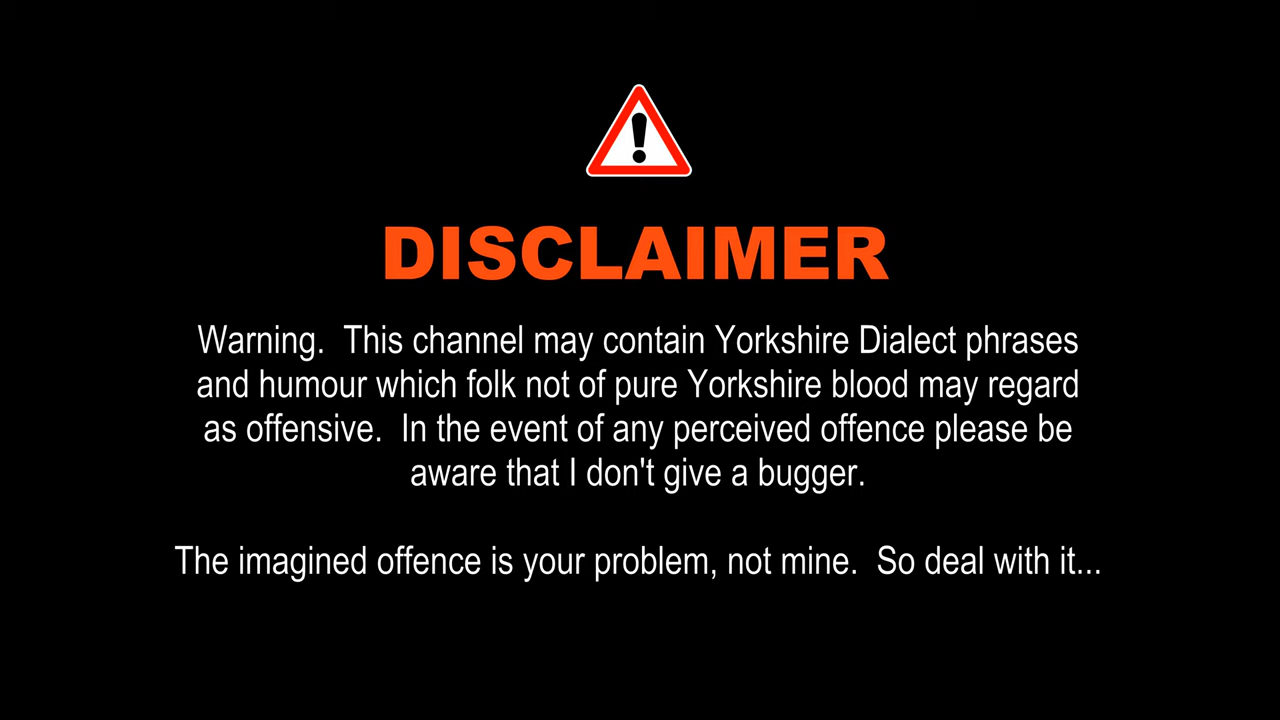 DISCLAIMER
Warning.  This channel may contain Yorkshire Dialect phrases
and humour which folk not of pure Yorkshire blood may regard
as offensive.  In the event of any perceived offence please be
aware that I don't give a bugger.
The imagined offence is your problem, not mine.  So deal with it...